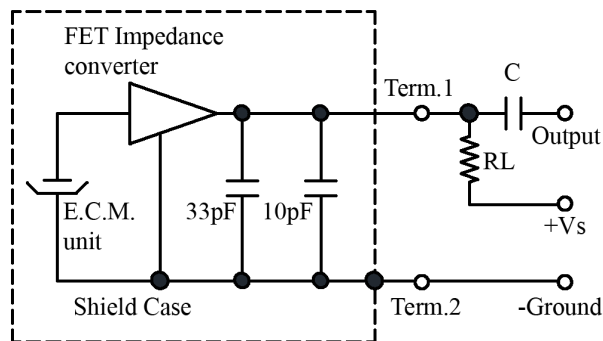 FET Impedance
converter
Term.1
C
Output
RL
+Vs
E.C.M.
unit
33pF
10pF
Shield Case
Term.2
-Ground